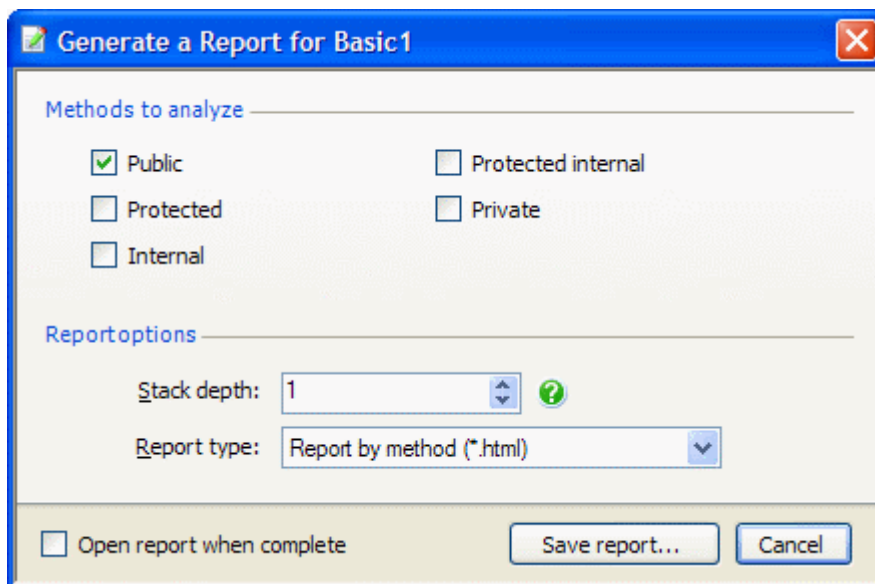 Generate a Report for Basic1
Methods to analyze
Public
Protected internal
Protected
Private
Internal
Report options
Stack depth: 1
Report type: Report by method (*.html)
Open report when complete
Save report...
Cancel